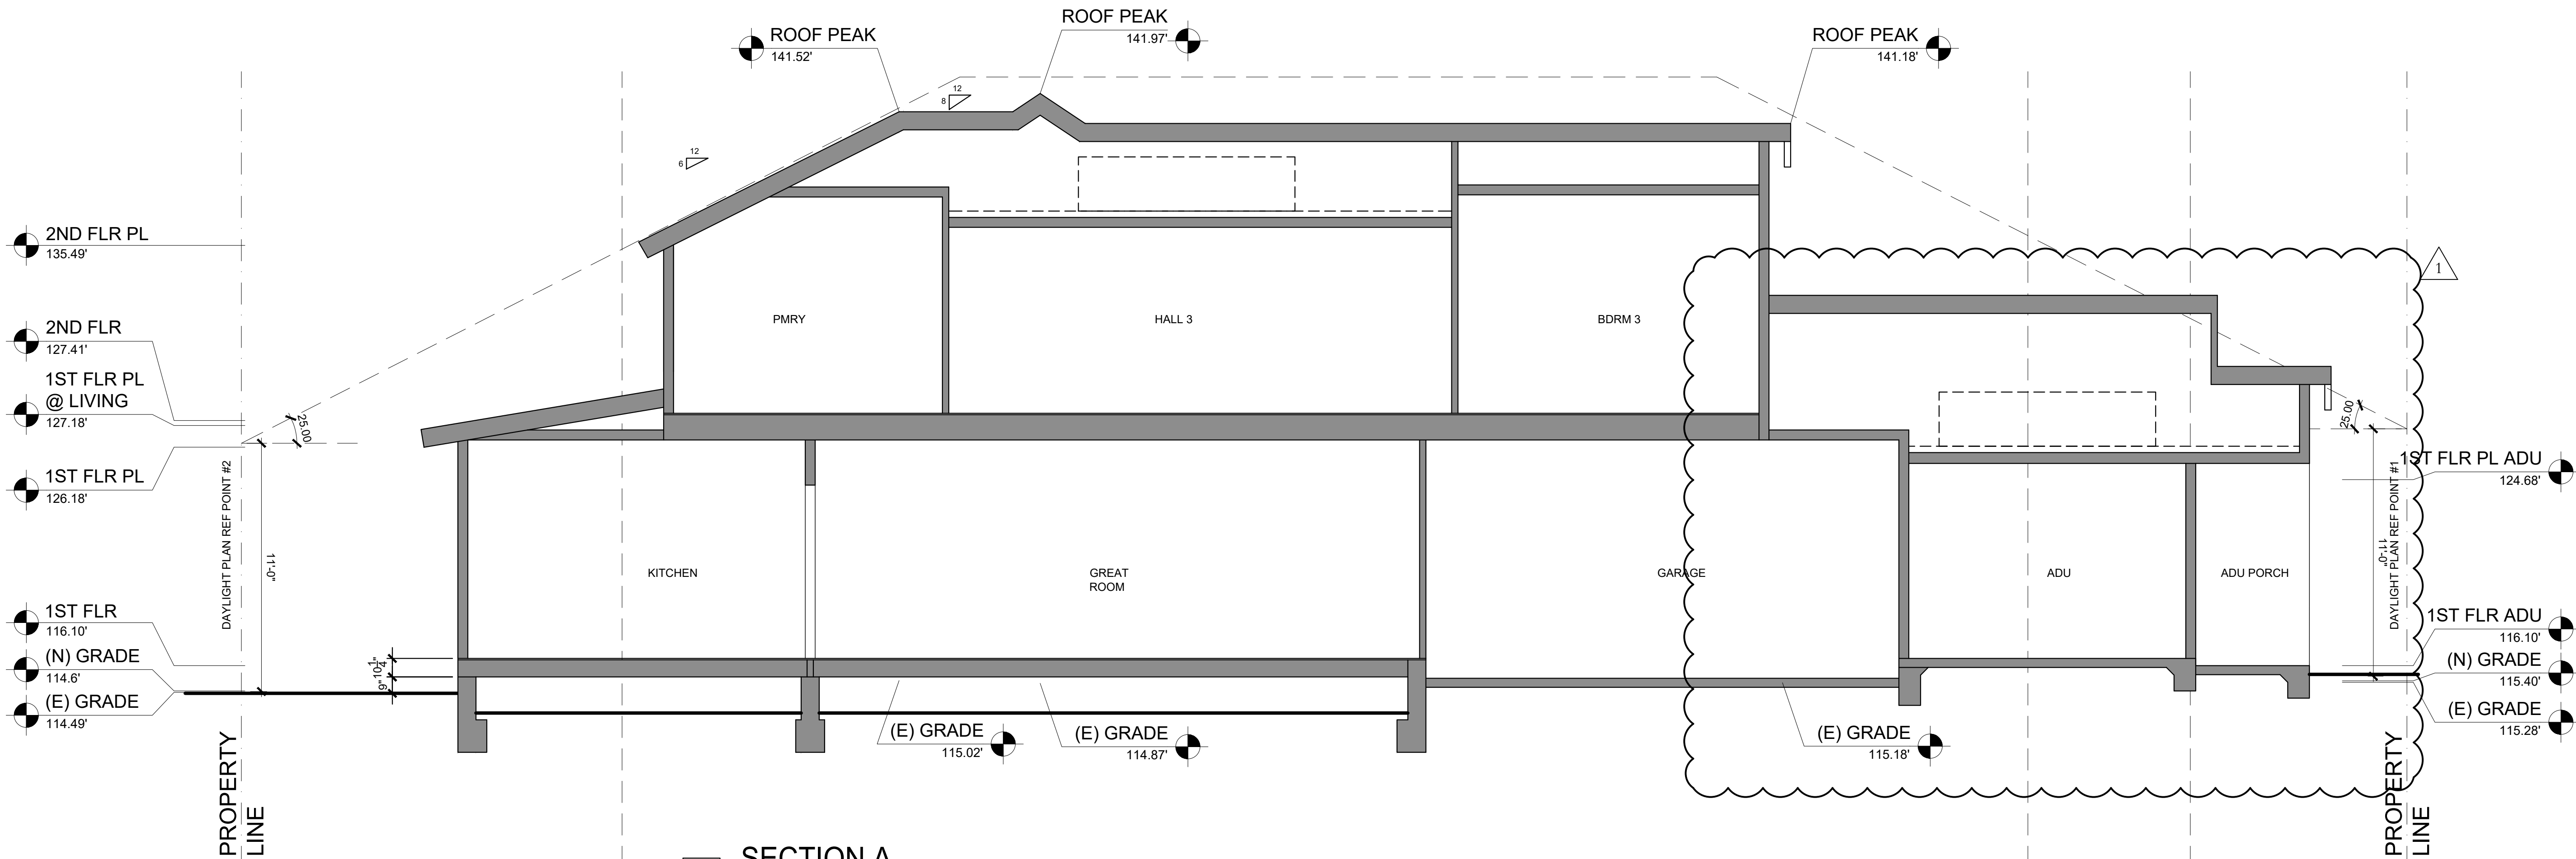 ROOF PEAK
141.52'
ROOF PEAK
141.97'
ROOF PEAK
141.18'
12
8
12
6
2ND FLR PL
135.49'
2ND FLR
127.41'
1ST FLR PL
@ LIVING
127.18'
1ST FLR PL
126.18'
1ST FLR
116.10'
(N) GRADE
114.6'
(E) GRADE
114.49'
25.00
DAYLIGHT PLAN REF POINT #2
11'-0"
PROPERTY
LINE
10 1/4"
9"
PMRY
HALL 3
BDRM 3
KITCHEN
GREAT
ROOM
GARAGE
ADU
ADU PORCH
(E) GRADE
115.02'
(E) GRADE
114.87'
(E) GRADE
115.18'
1
25.00
DAYLIGHT PLAN REF POINT #1
11'-0"
1ST FLR PL ADU
124.68'
1ST FLR ADU
116.10'
(N) GRADE
115.40'
(E) GRADE
115.28'
PROPERTY
LINE
SECTION A